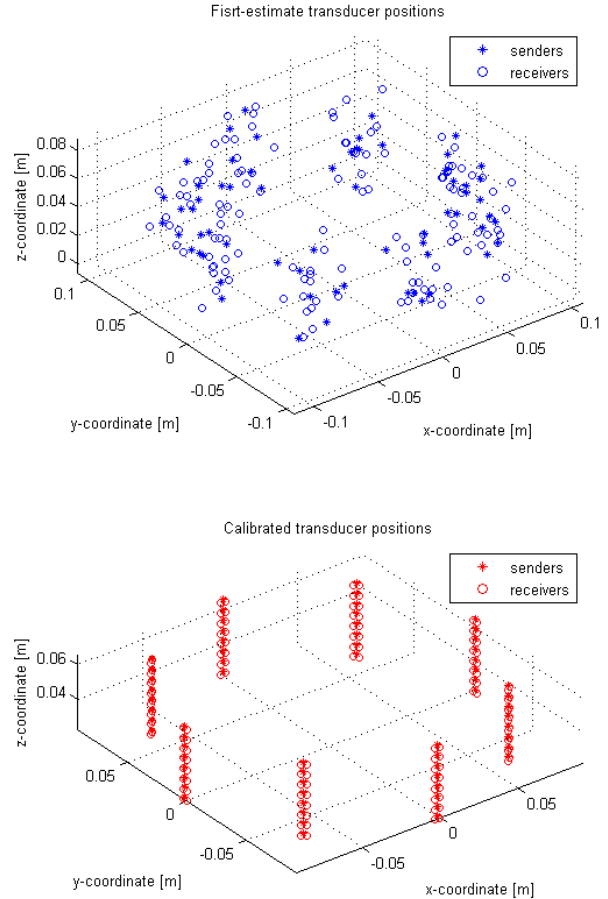 Fisrt-estimate transducer positions
senders
receivers
0.08
0.06
0.04
0.02
0
z-coordinate [m]
0.1
0.05
0
-0.05
-0.1
y-coordinate [m]
-0.1
-0.05
0
0.05
0.1
x-coordinate [m]
Calibrated transducer positions
senders
receivers
0.06
0.04
z-coordinate [m]
0.05
0
-0.05
y-coordinate [m]
-0.05
0
0.05
x-coordinate [m]